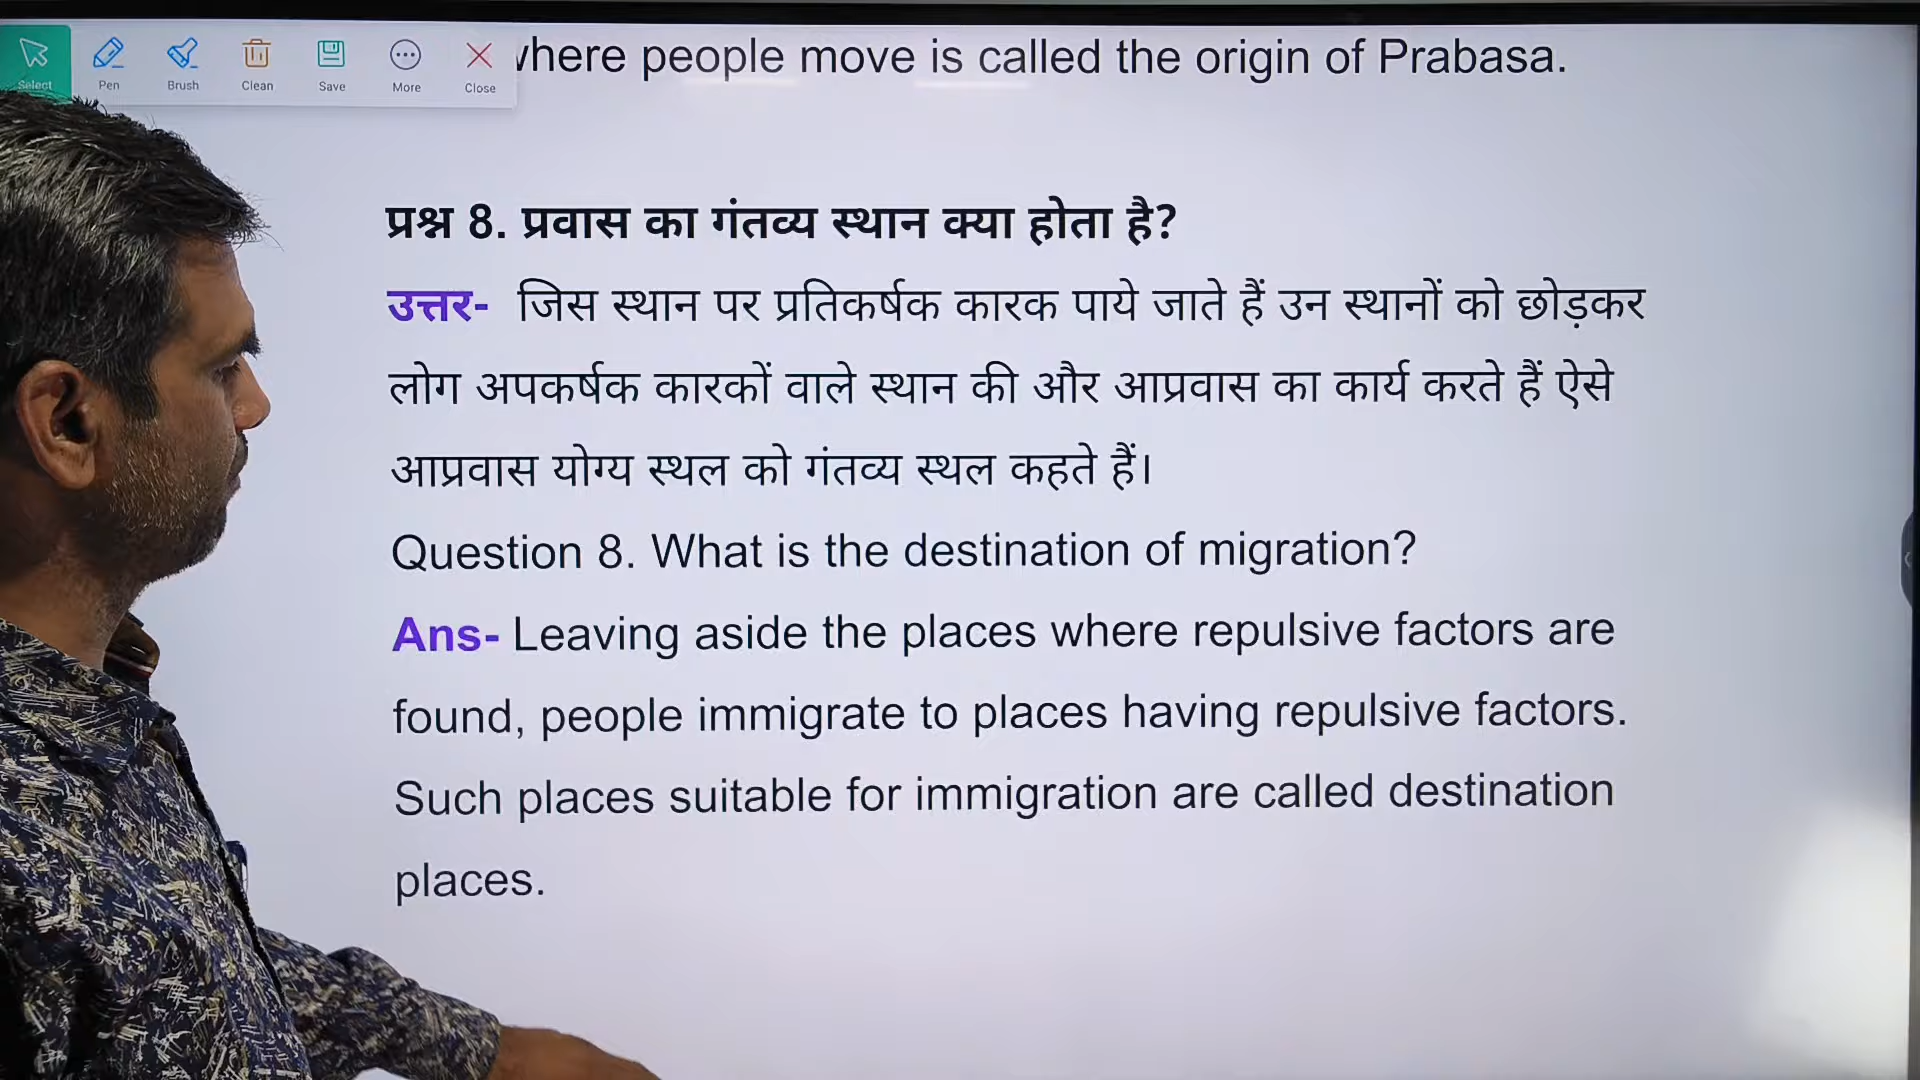 Select Pen Brush Clean Save More Close
where people move is called the origin of Prabasa.
प्रश्न 8. प्रवास का गंतव्य स्थान क्या होता है?
उत्तर- जिस स्थान पर प्रतिकर्षक कारक पाये जाते हैं उन स्थानों को छोड़कर
लोग अपकर्षक कारकों वाले स्थान की और आप्रवास का कार्य करते हैं ऐसे
आप्रवास योग्य स्थल को गंतव्य स्थल कहते हैं।
Question 8. What is the destination of migration?
Ans- Leaving aside the places where repulsive factors are
found, people immigrate to places having repulsive factors.
Such places suitable for immigration are called destination
places.